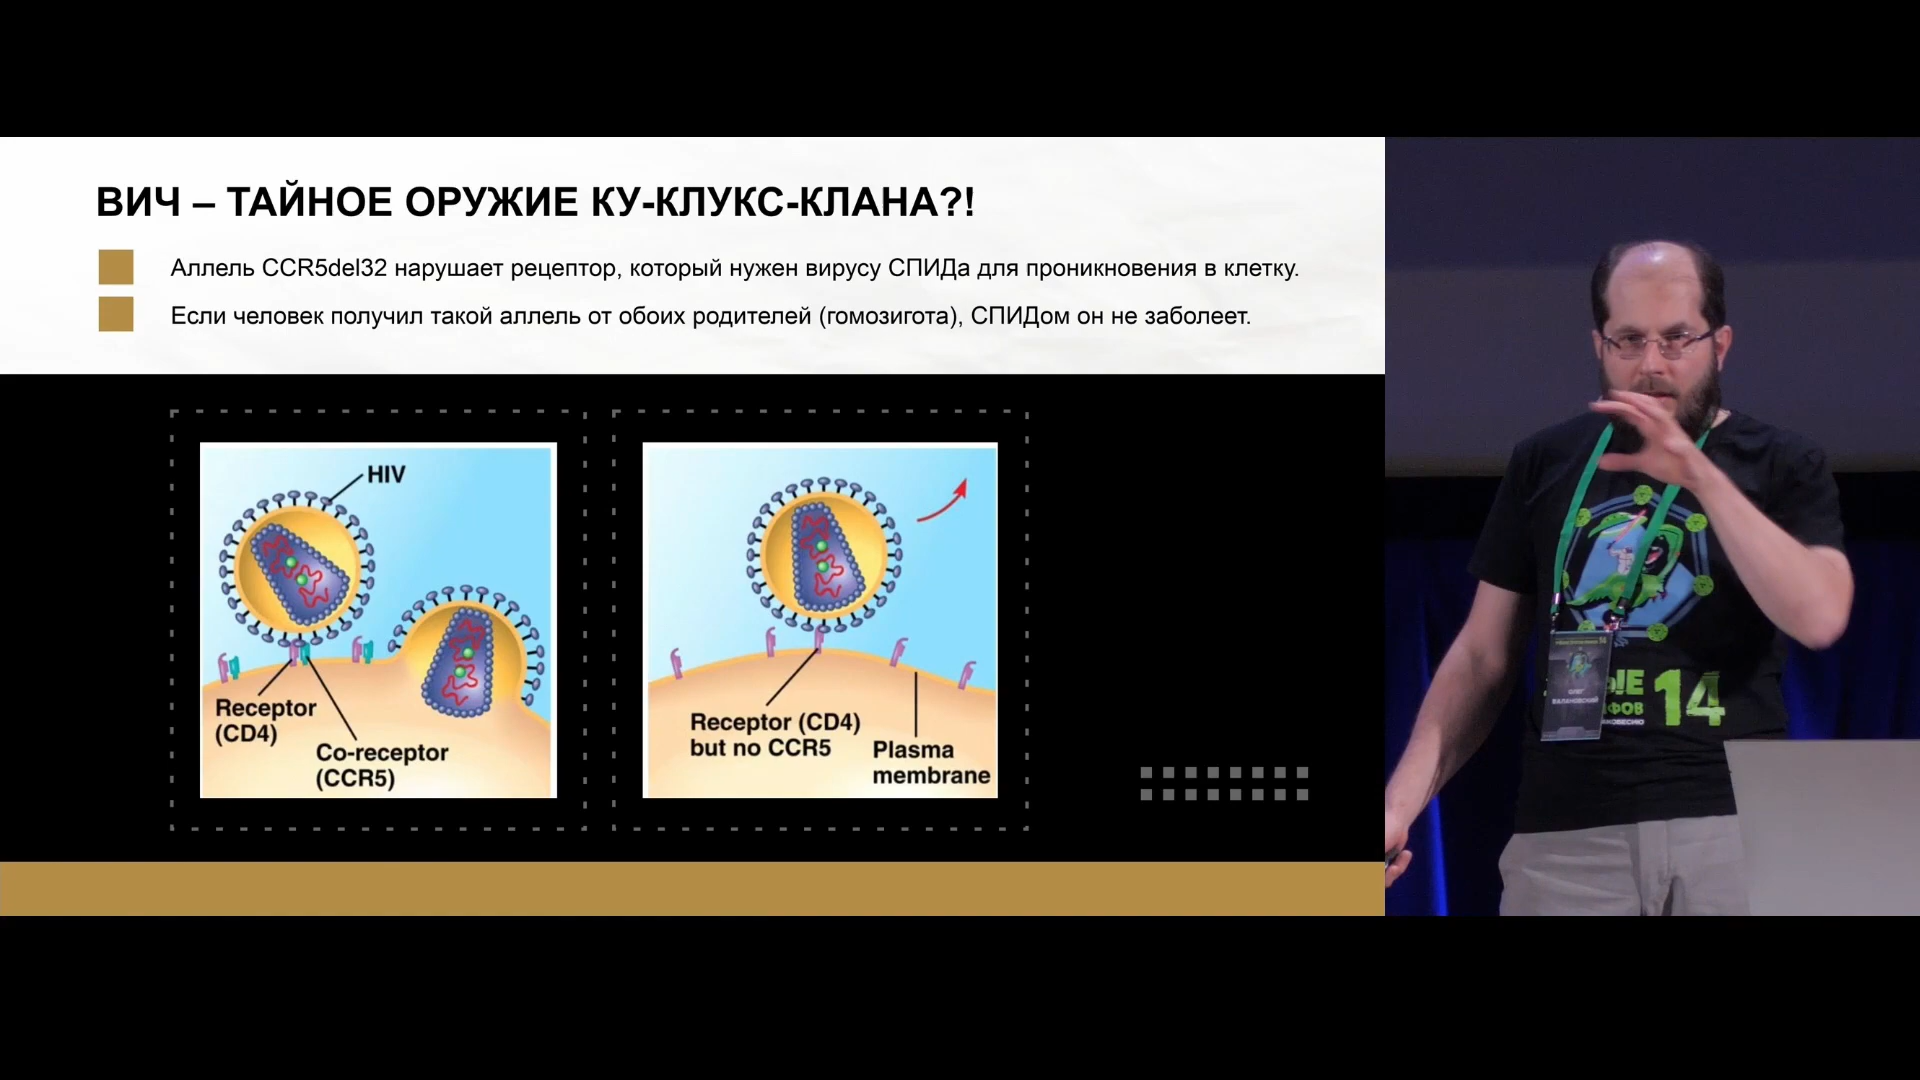 ВИЧ – ТАЙНОЕ ОРУЖИЕ КУ-КЛУКС-КЛАНА?!
Аллель CCR5del32 нарушает рецептор, который нужен вирусу СПИДа для проникновения в клетку.
Если человек получил такой аллель от обоих родителей (гомозигота), СПИДом он не заболеет.
HIV
Receptor
(CD4)
Co-receptor
(CCR5)
Receptor (CD4)
but no CCR5
Plasma
membrane
14
ОЛЕГ
БАЛАНОВСКИЙ